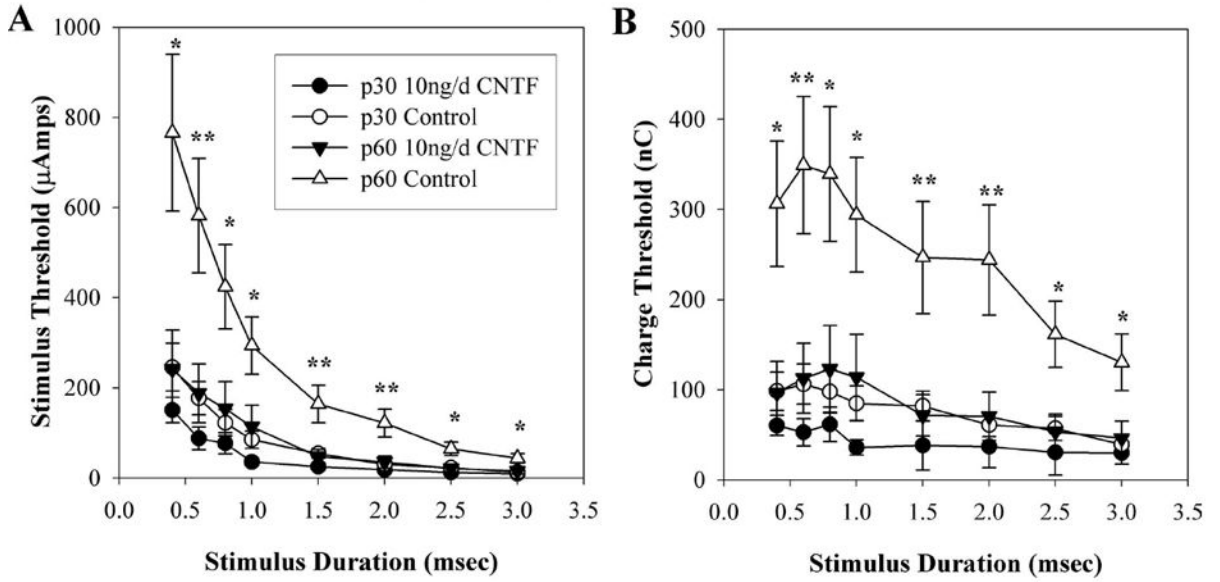 A
Stimulus Threshold (µAmps)
1000
800
600
400
200
0
*
**
*
*
**
**
*
*
p30 10ng/d CNTF
p30 Control
p60 10ng/d CNTF
p60 Control
0.0 0.5 1.0 1.5 2.0 2.5 3.0 3.5
Stimulus Duration (msec)
B
Charge Threshold (nC)
500
400
300
200
100
0
*
**
*
*
**
**
*
*
0.0 0.5 1.0 1.5 2.0 2.5 3.0 3.5
Stimulus Duration (msec)